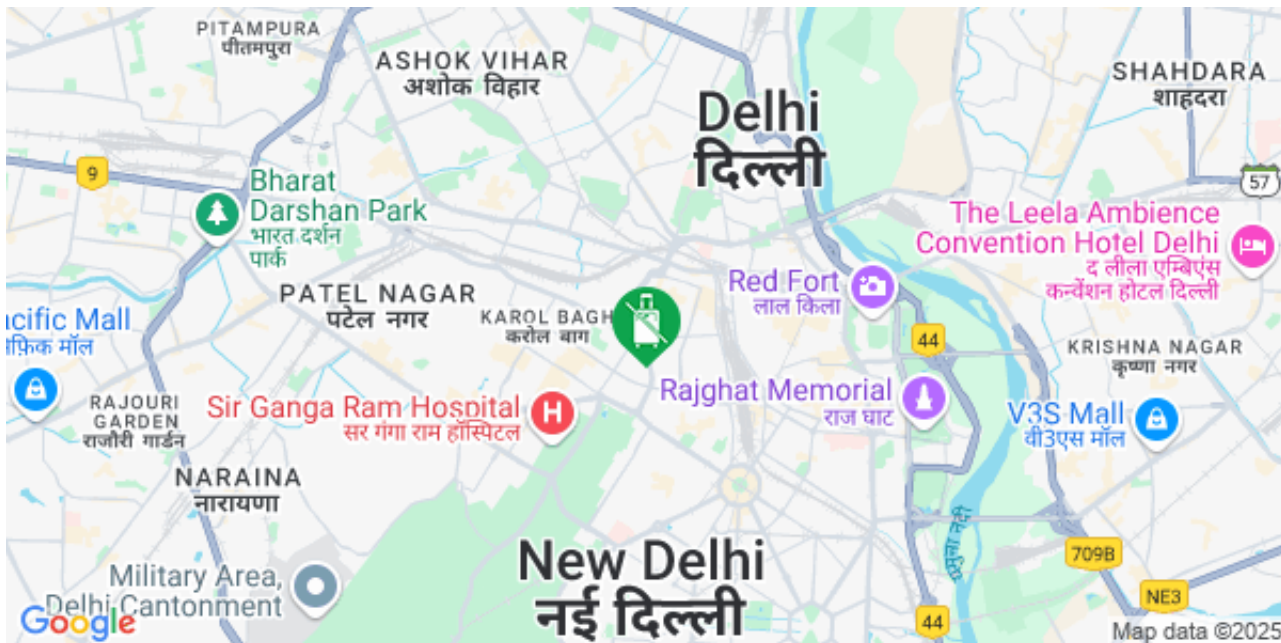 PITAMPURA
पीतमपुरा
ASHOK VIHAR
अशोक विहार
Delhi
दिल्ली
SHAHDARA
शाहदरा
9
57
Bharat
Darshan Park
भारत दर्शन
पार्क
The Leela Ambience
Convention Hotel Delhi
द लीला एम्बिएंस
कन्वेंशन होटल दिल्ली
Red Fort
लाल किला
PATEL NAGAR
पटेल नगर
KAROL BAGH
करोल बाग
acific Mall
सफ़िक मॉल
44
KRISHNA NAGAR
कृष्णा नगर
RAJOURI
GARDEN
राजौरी गार्डन
Sir Ganga Ram Hospital
सर गंगा राम हॉस्पिटल
H
Rajghat Memorial
राज घाट
V3S Mall
वी3एस मॉल
NARAINA
नारायणा
यमुना नदी
New Delhi
नई दिल्ली
709B
Military Area,
Delhi Cantonment
NE3
44
Google
Map data ©2025